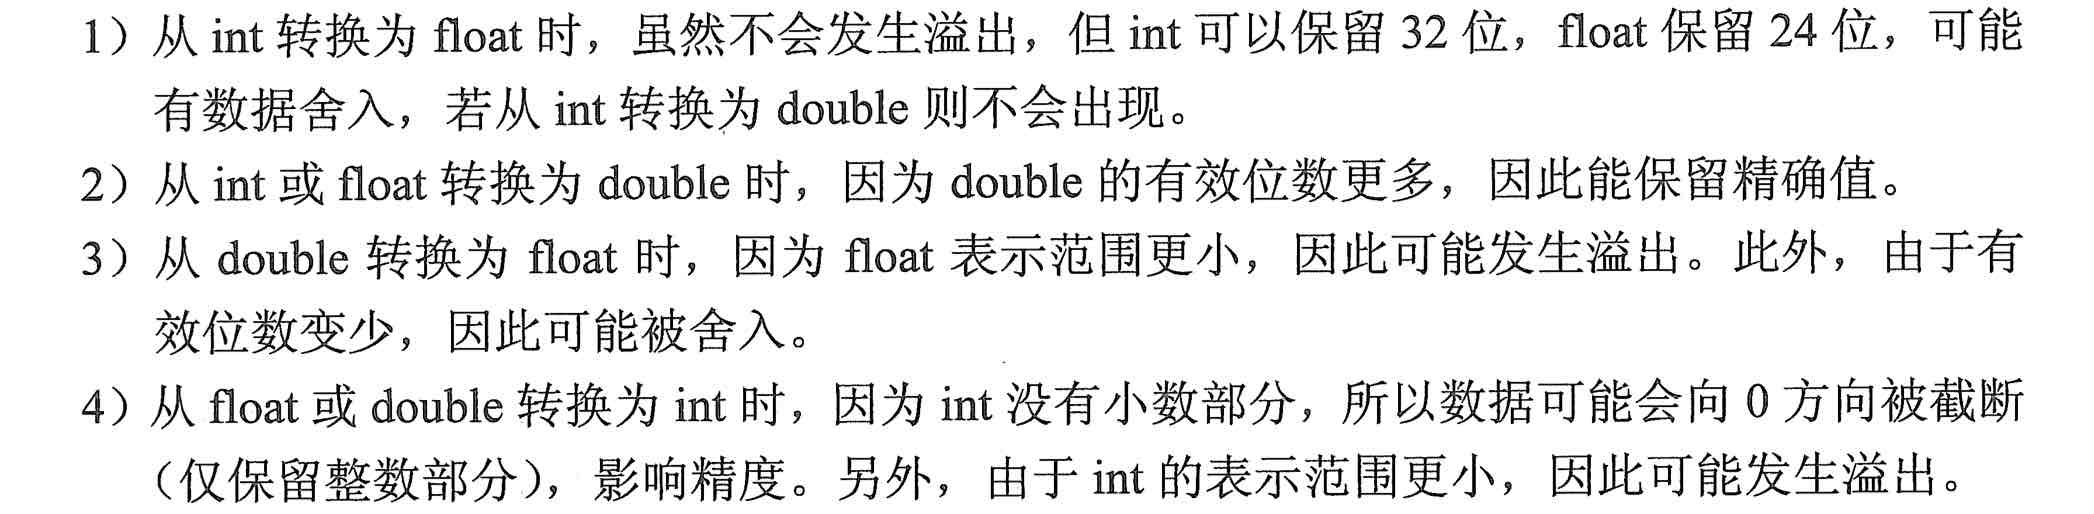 1）从 int 转换为 float 时，虽然不会发生溢出，但 int 可以保留 32 位，float 保留 24 位，可能
有数据舍入，若从 int 转换为 double 则不会出现。
2）从 int 或 float 转换为 double 时，因为 double 的有效位数更多，因此能保留精确值。
3）从 double 转换为 float 时，因为 float 表示范围更小，因此可能发生溢出。此外，由于有
效位数变少，因此可能被舍入。
4）从 float 或 double 转换为 int 时，因为 int 没有小数部分，所以数据可能会向 0 方向被截断
（仅保留整数部分），影响精度。另外，由于 int 的表示范围更小，因此可能发生溢出。